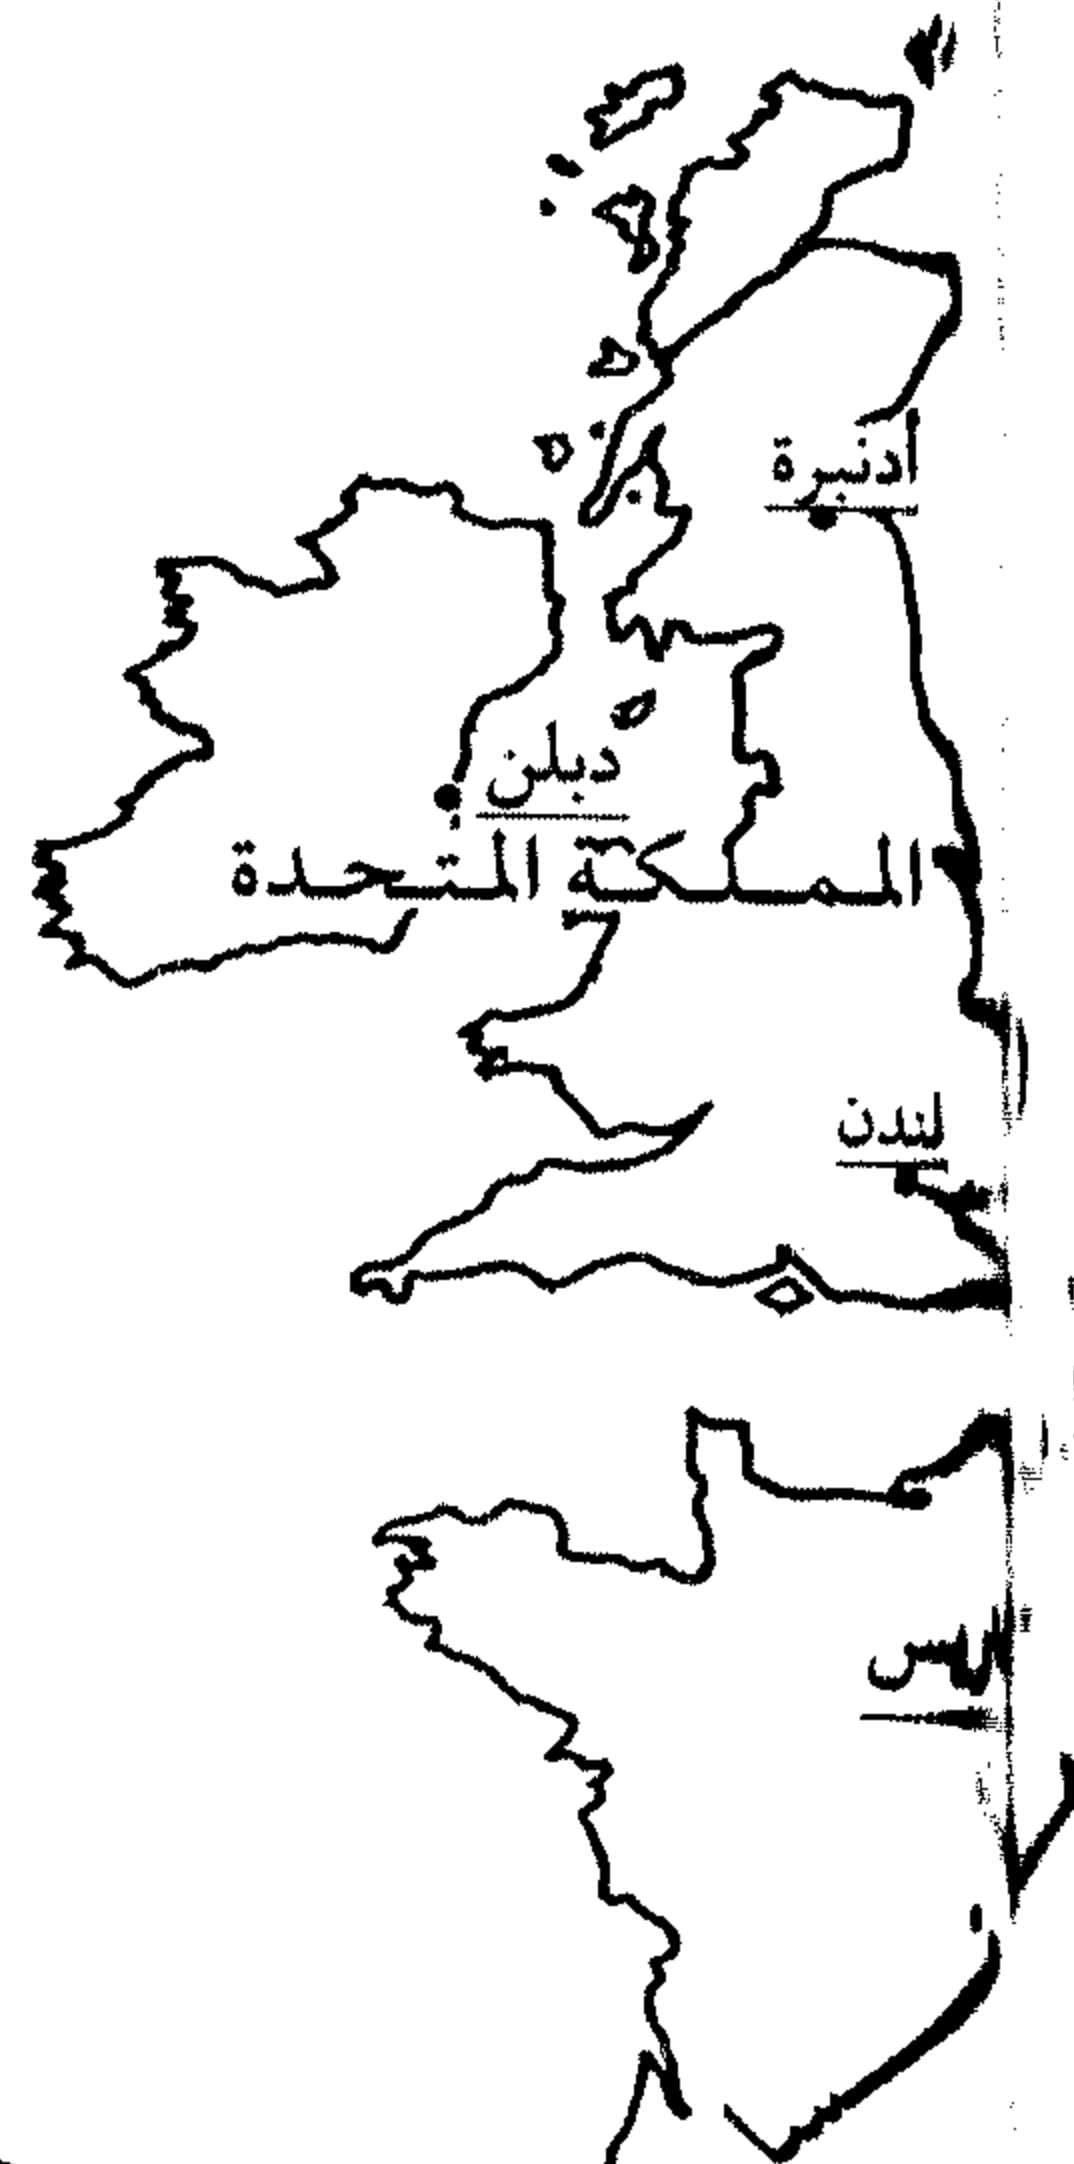 أدنبرة
دبلن
المملكة المتحدة
لندن